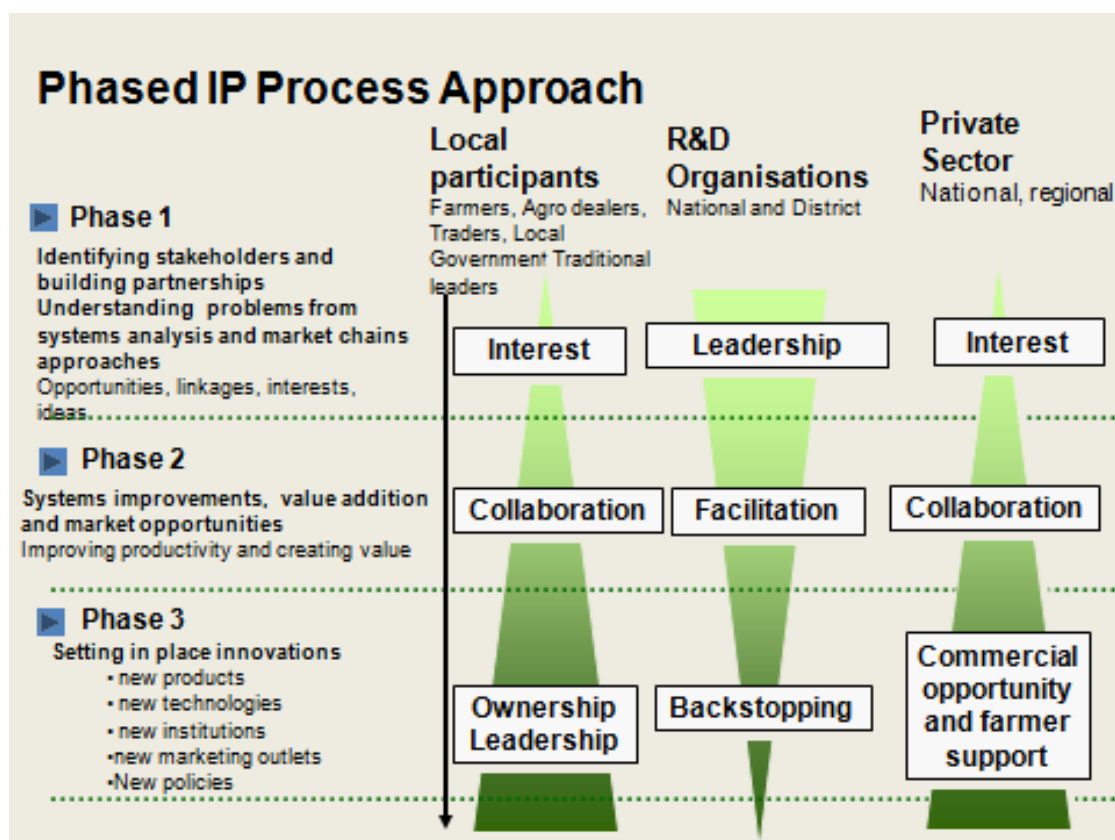 Phased IP Process Approach
Local
participants
Farmers, Agro dealers,
Traders, Local
Government Traditional
leaders
R&D
Organisations
National and District
Private
Sector
National, regional
Phase 1
Identifying stakeholders and
building partnerships
Understanding problems from
systems analysis and market chains
approaches
Opportunities, linkages, interests,
ideas
Interest
Leadership
Interest
Phase 2
Systems improvements, value addition
and market opportunities
Improving productivity and creating value
Collaboration
Facilitation
Collaboration
Phase 3
Setting in place innovations
• new products
• new technologies
• new institutions
•new marketing outlets
•New policies
Ownership
Leadership
Backstopping
Commercial
opportunity
and farmer
support